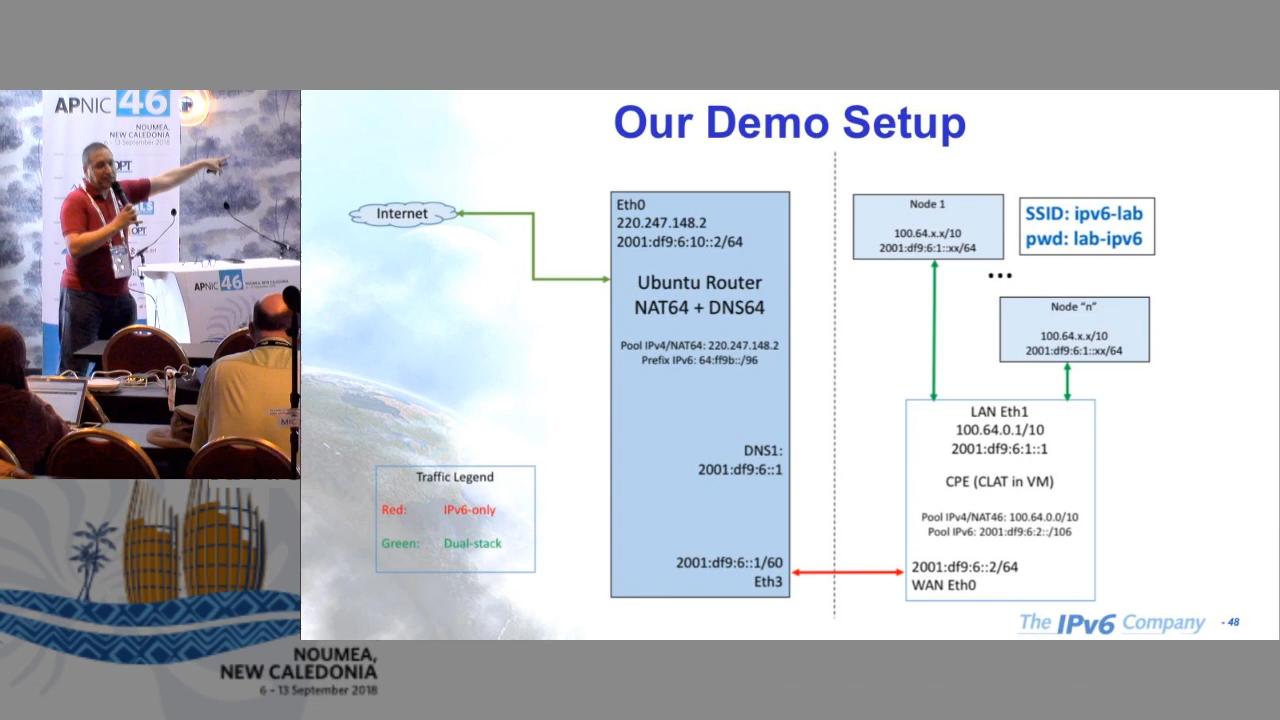 APNIC 46
NOUMEA,
NEW CALEDONIA
6 - 13 September 2018
OPT
OPT
APNIC 46
MIC
NOUMEA,
NEW CALEDONIA
6 – 13 September 2018
Our Demo Setup
Internet
Eth0
220.247.148.2
2001:df9:6:10::2/64
Ubuntu Router
NAT64 + DNS64
Pool IPv4/NAT64: 220.247.148.2
Prefix IPv6: 64:ff9b::/96
DNS1:
2001:df9:6::1
2001:df9:6::1/60
Eth3
Traffic Legend
Red: IPv6-only
Green: Dual-stack
Node 1
100.64.x.x/10
2001:df9:6:1::xx/64
SSID: ipv6-lab
pwd: lab-ipv6
...
Node “n”
100.64.x.x/10
2001:df9:6:1::xx/64
LAN Eth1
100.64.0.1/10
2001:df9:6:1::1
CPE (CLAT in VM)
Pool IPv4/NAT46: 100.64.0.0/10
Pool IPv6: 2001:df9:6:2::/106
2001:df9:6::2/64
WAN Eth0
The IPv6 Company
- 48